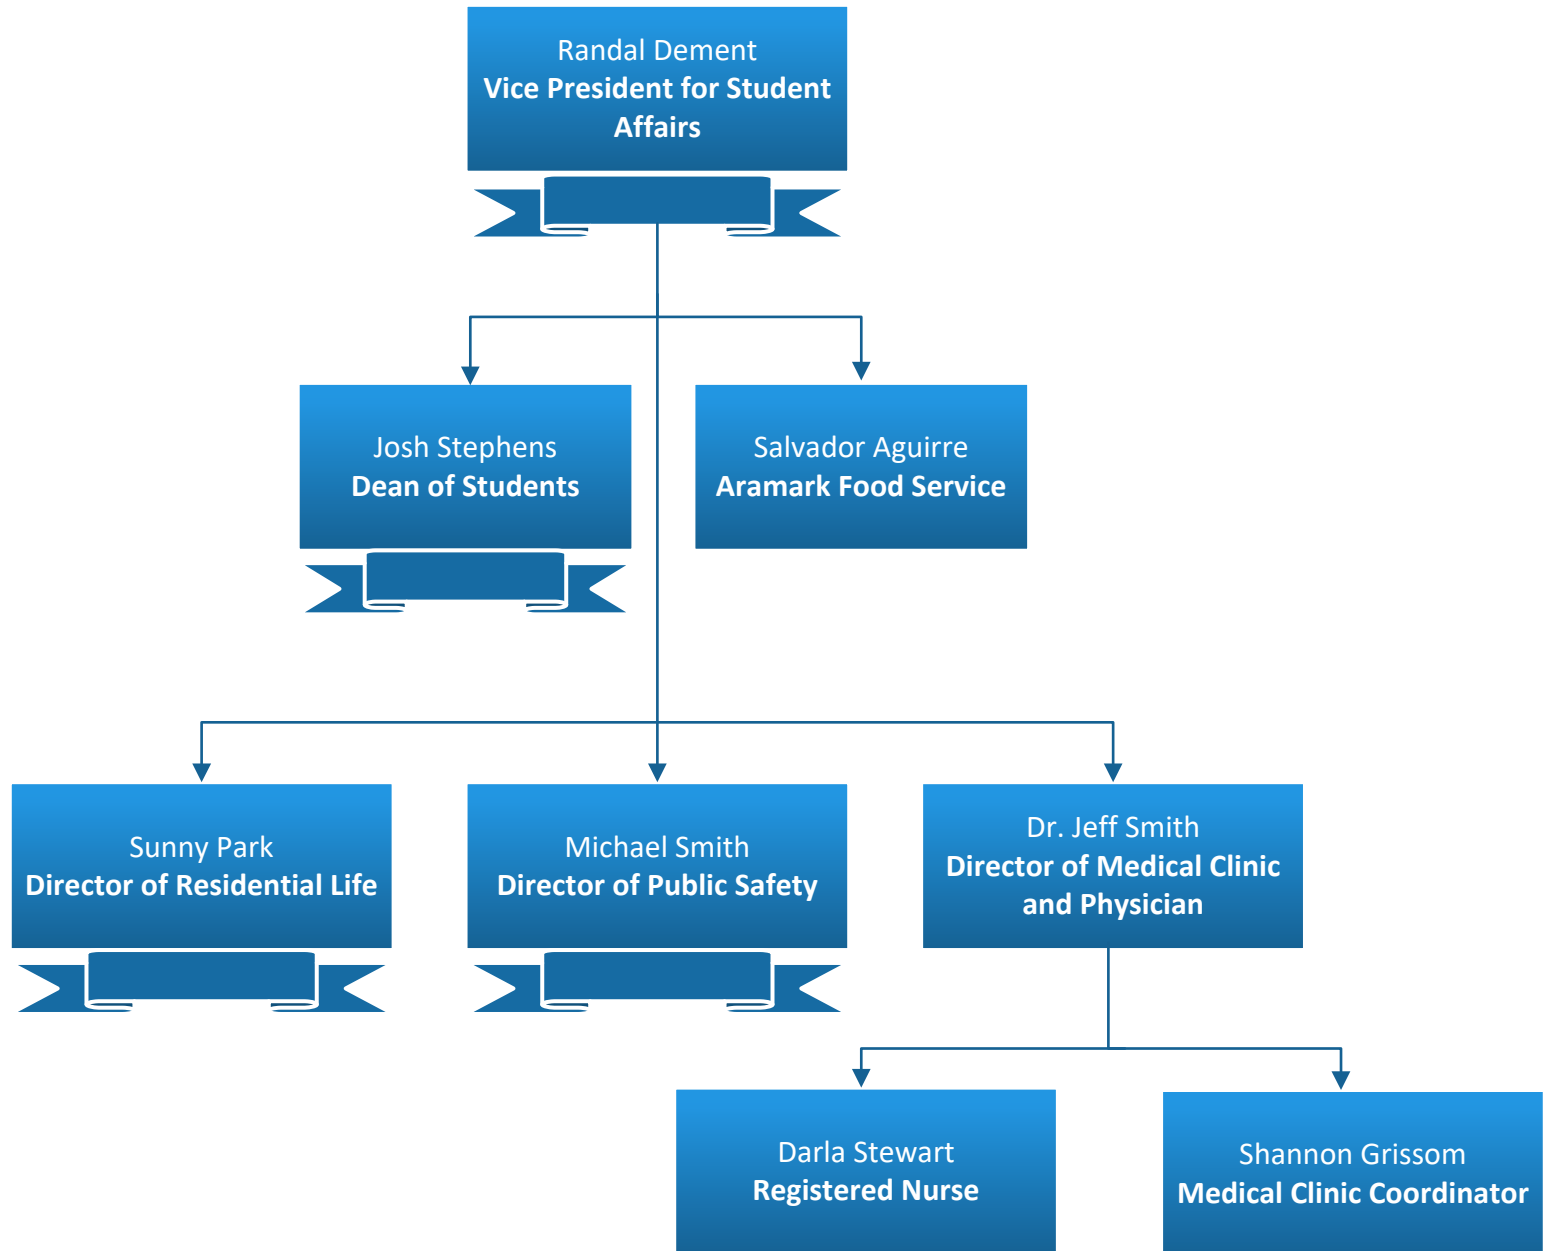 Randal Dement
Vice President for Student
Affairs
Josh Stephens
Dean of Students
Salvador Aguirre
Aramark Food Service
Sunny Park
Director of Residential Life
Michael Smith
Director of Public Safety
Dr. Jeff Smith
Director of Medical Clinic
and Physician
Darla Stewart
Registered Nurse
Shannon Grissom
Medical Clinic Coordinator